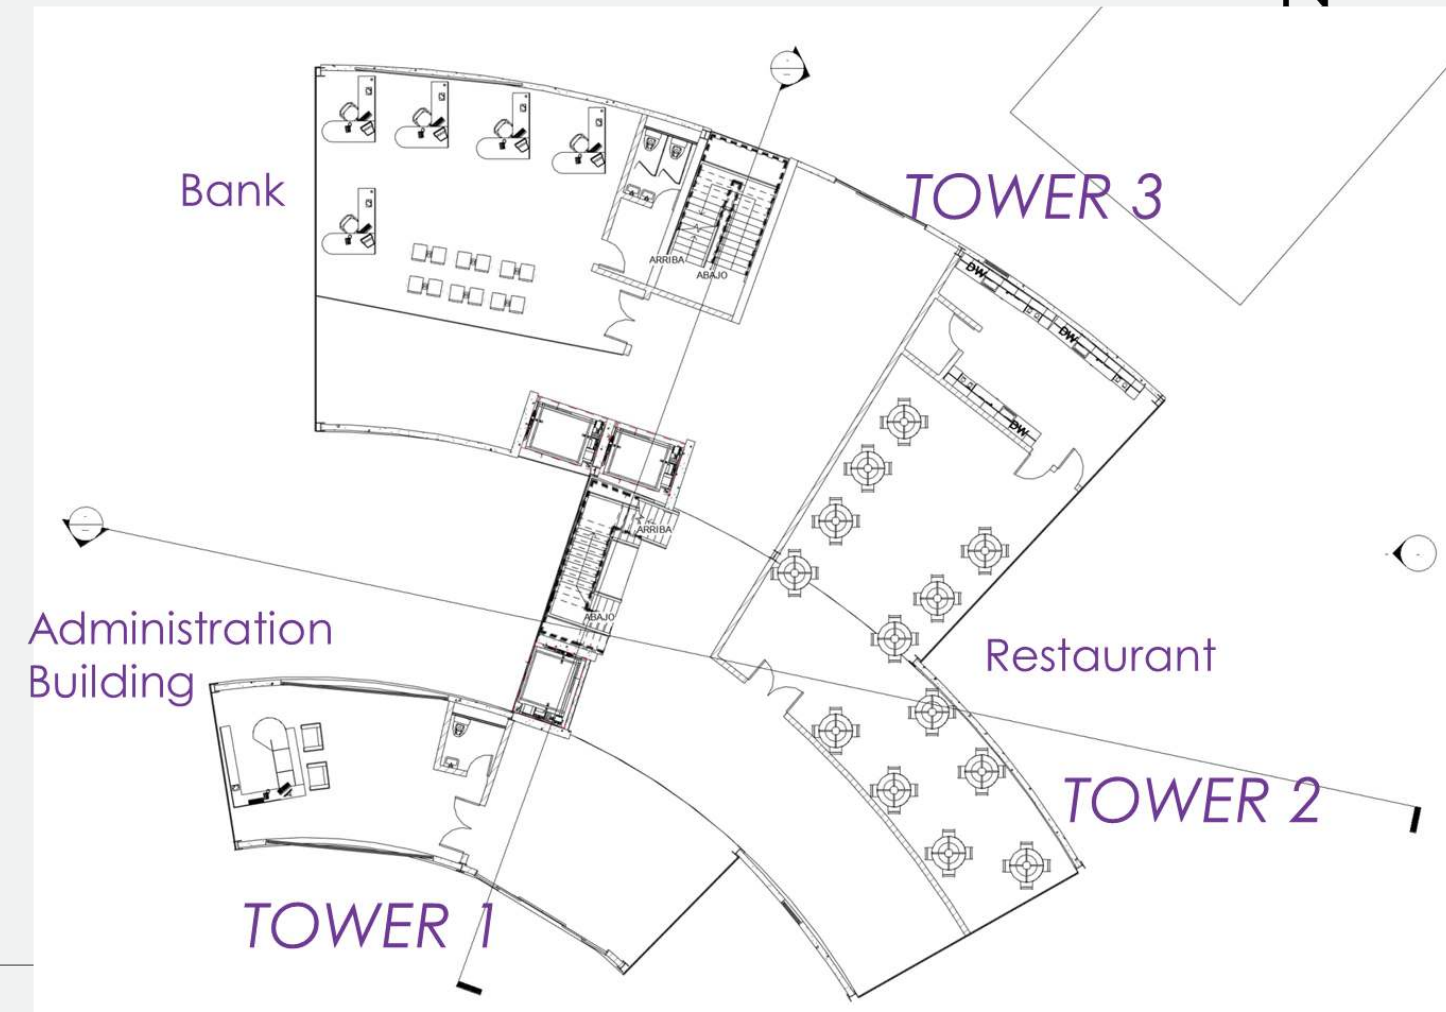 Bank
TOWER 3
ARRIBA
ABAJO
DW
DW
DW
ARRIBA
ABAJO
Administration
Building
Restaurant
TOWER 2
TOWER 1